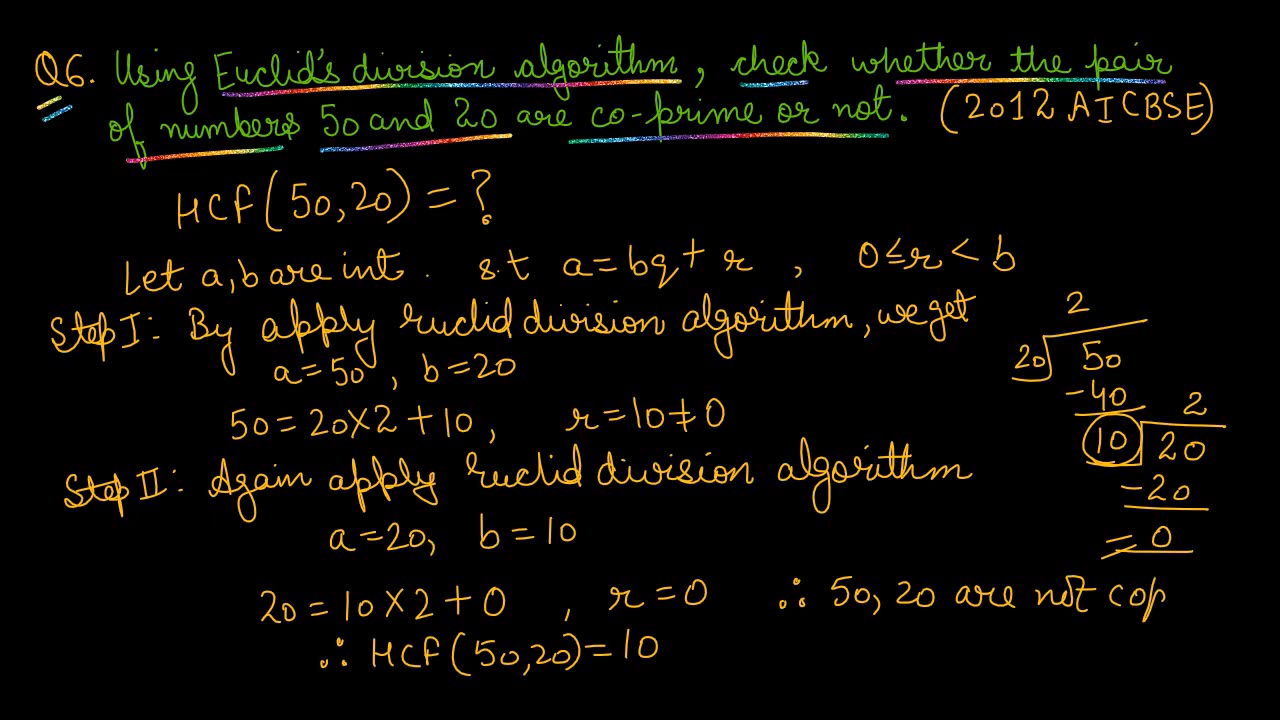 Q6. Using Euclid's division algorithm, check whether the pair
of numbers 50 and 20 are co-prime or not. (2012 AI CBSE)
HCF(50,20) = ?
Let a, b are int. s.t a = bq + r , 0 ≤ r < b
Step I: By apply euclid division algorithm, we get
a = 50 , b = 20
50 = 20 × 2 + 10 , r = 10 ≠ 0
Step II: Again apply euclid division algorithm
a = 20, b = 10
20 = 10 × 2 + 0 , r = 0 ∴ 50, 20 are not cop
∴ HCF(50,20) = 10
2
20 50
-40 2
10 20
-20
= 0